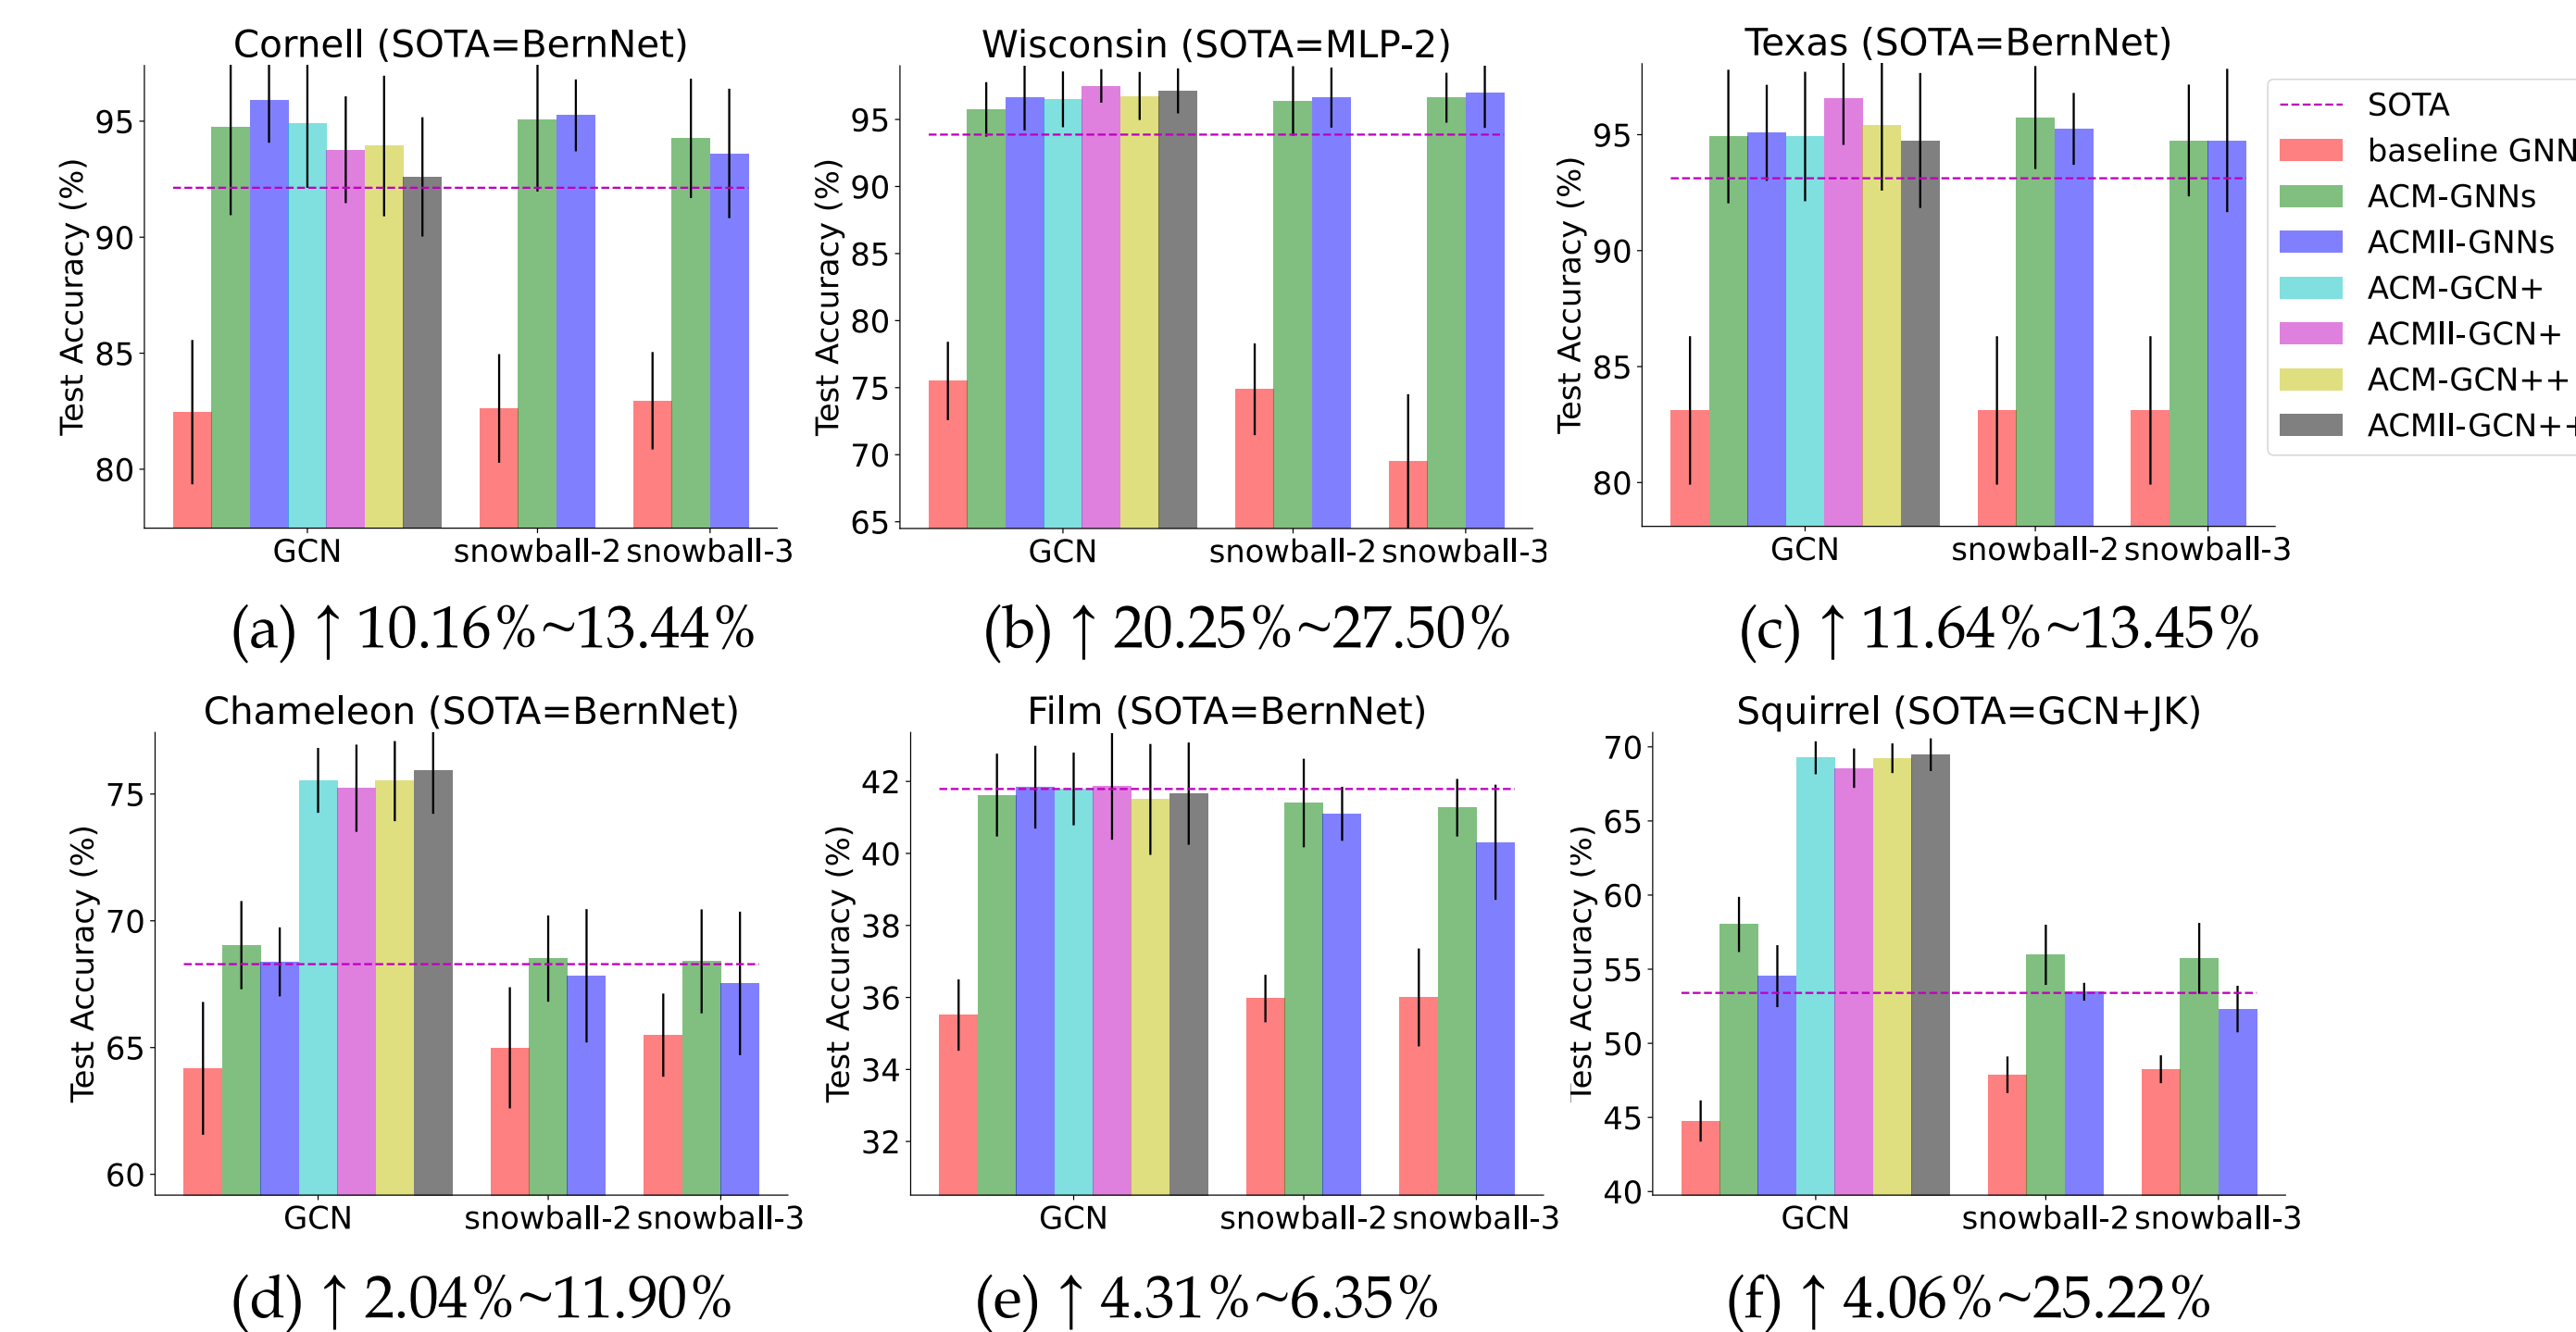 Cornell (SOTA=BernNet)
Test Accuracy (%)
95
90
85
80
GCN
snowball-2
snowball-3
(a) ↑ 10.16%~13.44%
Wisconsin (SOTA=MLP-2)
Test Accuracy (%)
95
90
85
80
75
70
65
GCN
snowball-2
snowball-3
(b) ↑ 20.25%~27.50%
Texas (SOTA=BernNet)
Test Accuracy (%)
95
90
85
80
GCN
snowball-2
snowball-3
(c) ↑ 11.64%~13.45%
SOTA
baseline GNN
ACM-GNNs
ACMII-GNNs
ACM-GCN+
ACMII-GCN+
ACM-GCN++
ACMII-GCN++
Chameleon (SOTA=BernNet)
Test Accuracy (%)
75
70
65
60
GCN
snowball-2
snowball-3
(d) ↑ 2.04%~11.90%
Film (SOTA=BernNet)
Test Accuracy (%)
42
40
38
36
34
32
GCN
snowball-2
snowball-3
(e) ↑ 4.31%~6.35%
Squirrel (SOTA=GCN+JK)
Test Accuracy (%)
70
65
60
55
50
45
40
GCN
snowball-2
snowball-3
(f) ↑ 4.06%~25.22%